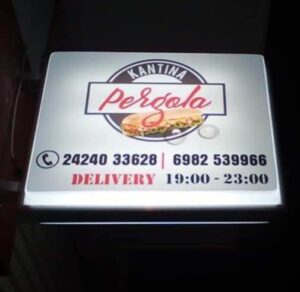 KANTINA
Pergola
24240 33628 | 6982 539966
DELIVERY 19:00 - 23:00